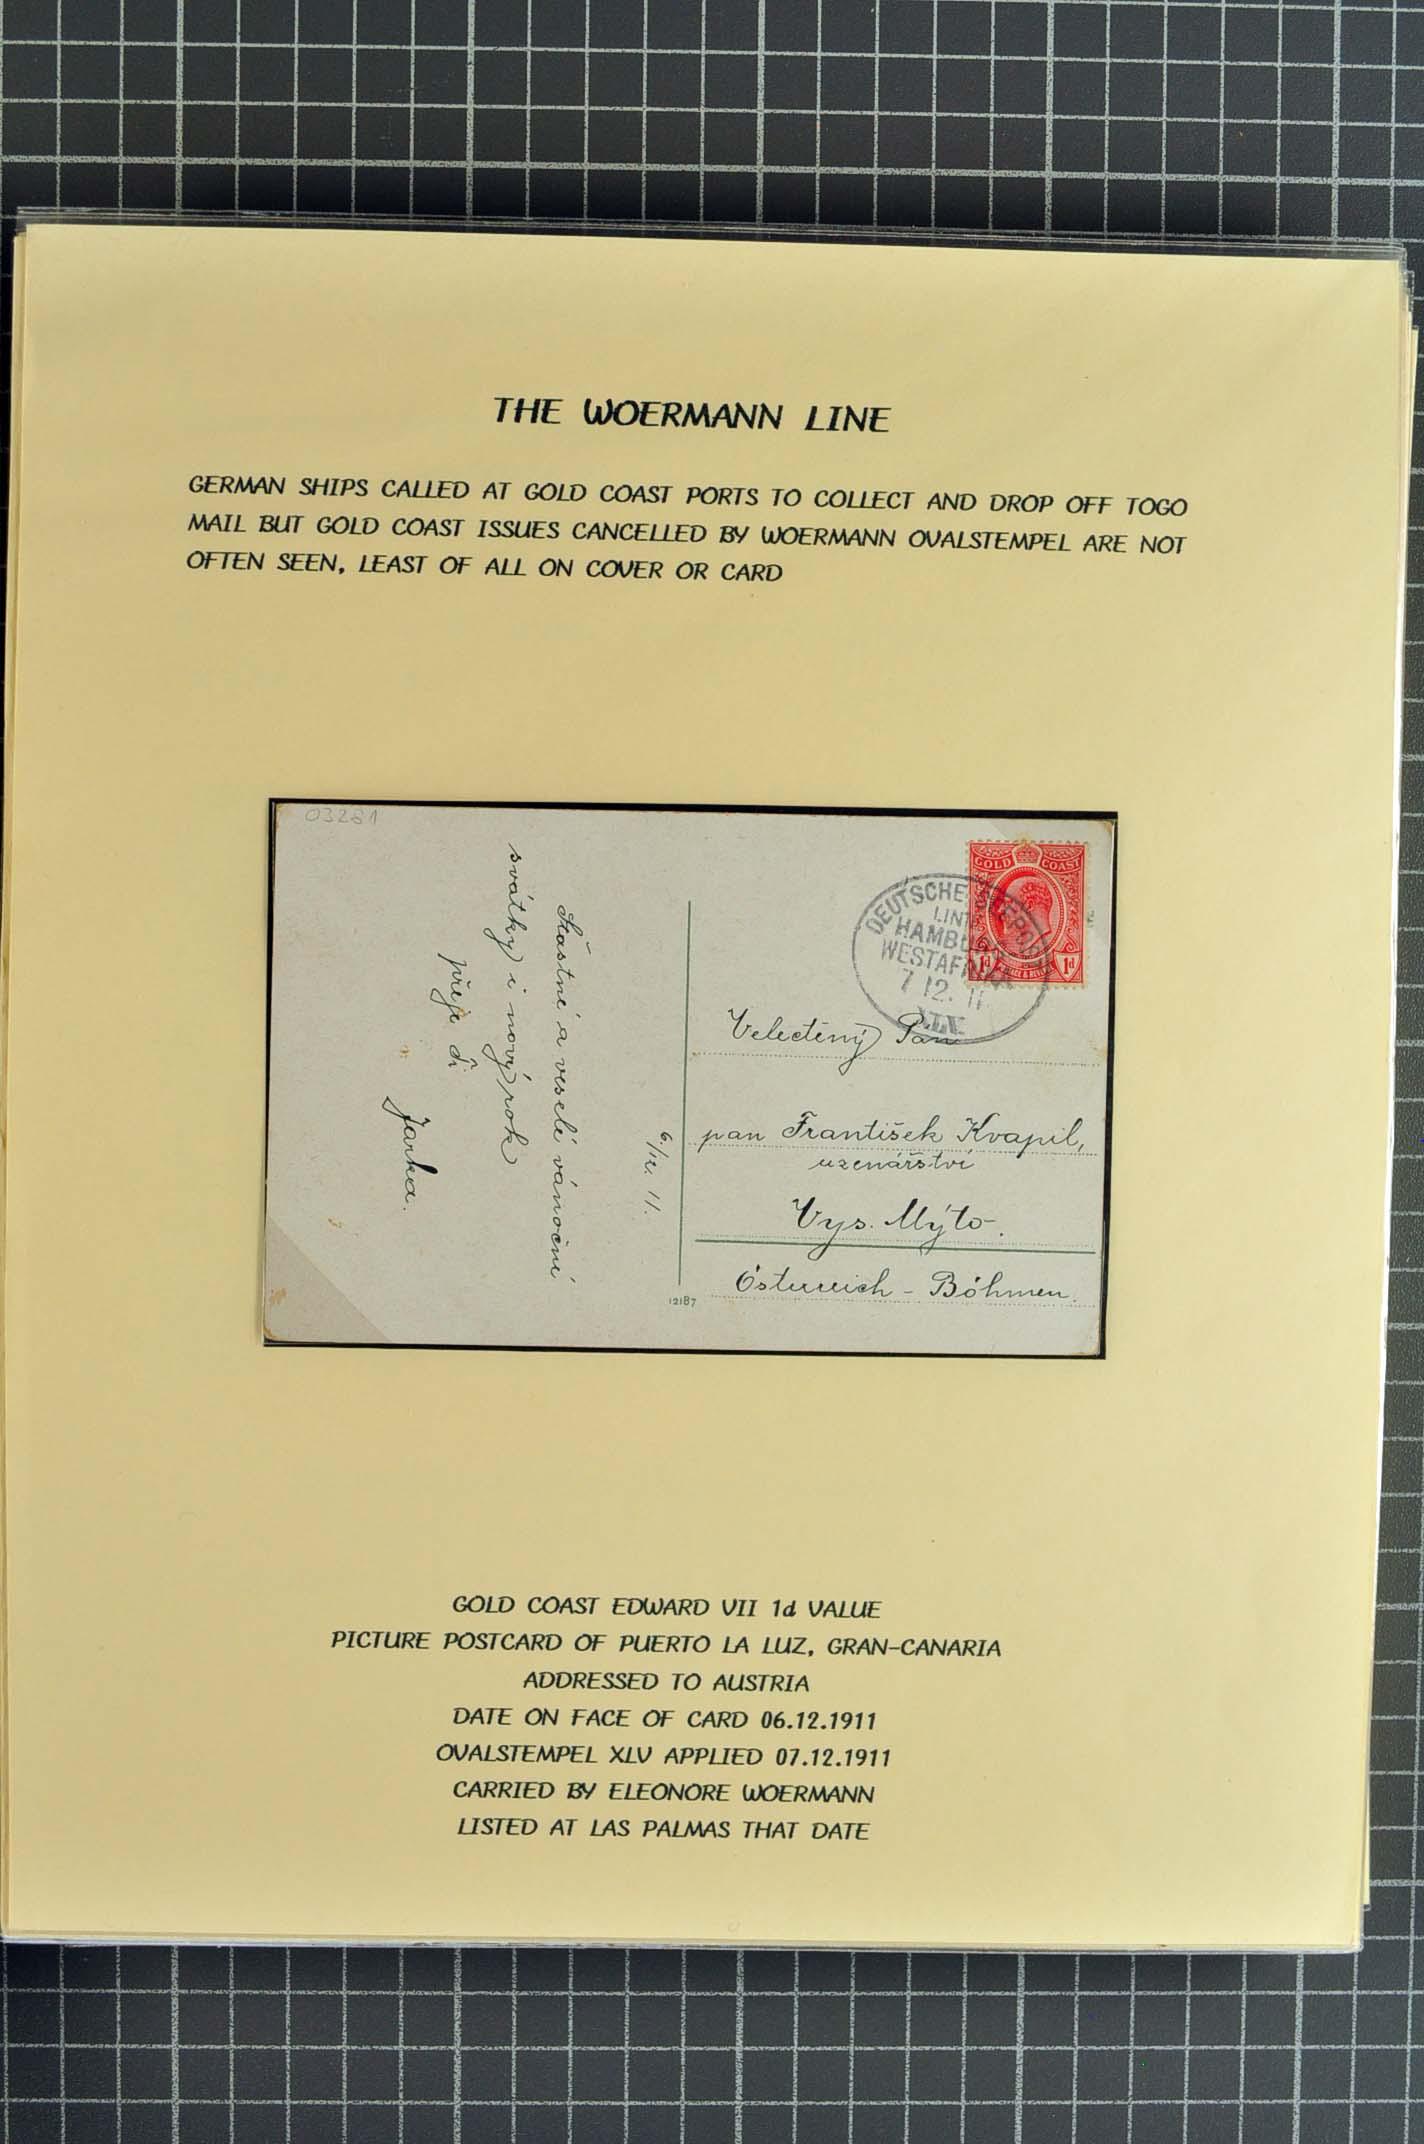 THE WOERMANN LINE
GERMAN SHIPS CALLED AT GOLD COAST PORTS TO COLLECT AND DROP OFF TOGO
MAIL BUT GOLD COAST ISSUES CANCELLED BY WOERMANN OVALSTEMPEL ARE NOT
OFTEN SEEN, LEAST OF ALL ON COVER OR CARD
03281
Šťastné a veselé vánoční
svátky i nový rok
přeje ti
Jarka.
6./12. 11.
12187
GOLD COAST
1d 1d
DEUTSCHE SEEPOST
LINIE
HAMBURG
WESTAFRIKA
7 12. 11
XLV
Velectěný Pan
pan František Kvapil,
uzenářství
Vys. Mýto.
Österreich - Böhmen.
GOLD COAST EDWARD VII 1d VALUE
PICTURE POSTCARD OF PUERTO LA LUZ, GRAN-CANARIA
ADDRESSED TO AUSTRIA
DATE ON FACE OF CARD 06.12.1911
OVALSTEMPEL XLV APPLIED 07.12.1911
CARRIED BY ELEONORE WOERMANN
LISTED AT LAS PALMAS THAT DATE